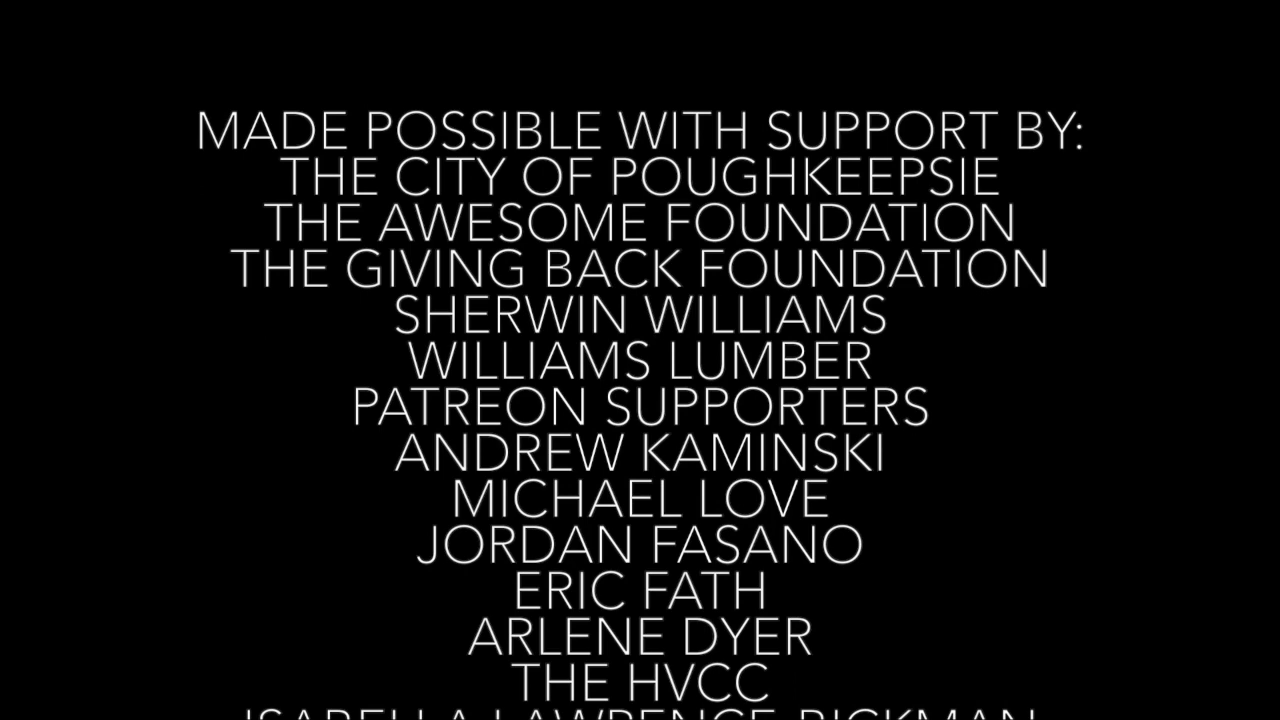 MADE POSSIBLE WITH SUPPORT BY:
THE CITY OF POUGHKEEPSIE
THE AWESOME FOUNDATION
THE GIVING BACK FOUNDATION
SHERWIN WILLIAMS
WILLIAMS LUMBER
PATREON SUPPORTERS
ANDREW KAMINSKI
MICHAEL LOVE
JORDAN FASANO
ERIC FATH
ARLENE DYER
THE HVCC
ISABELLA LAWRENCE